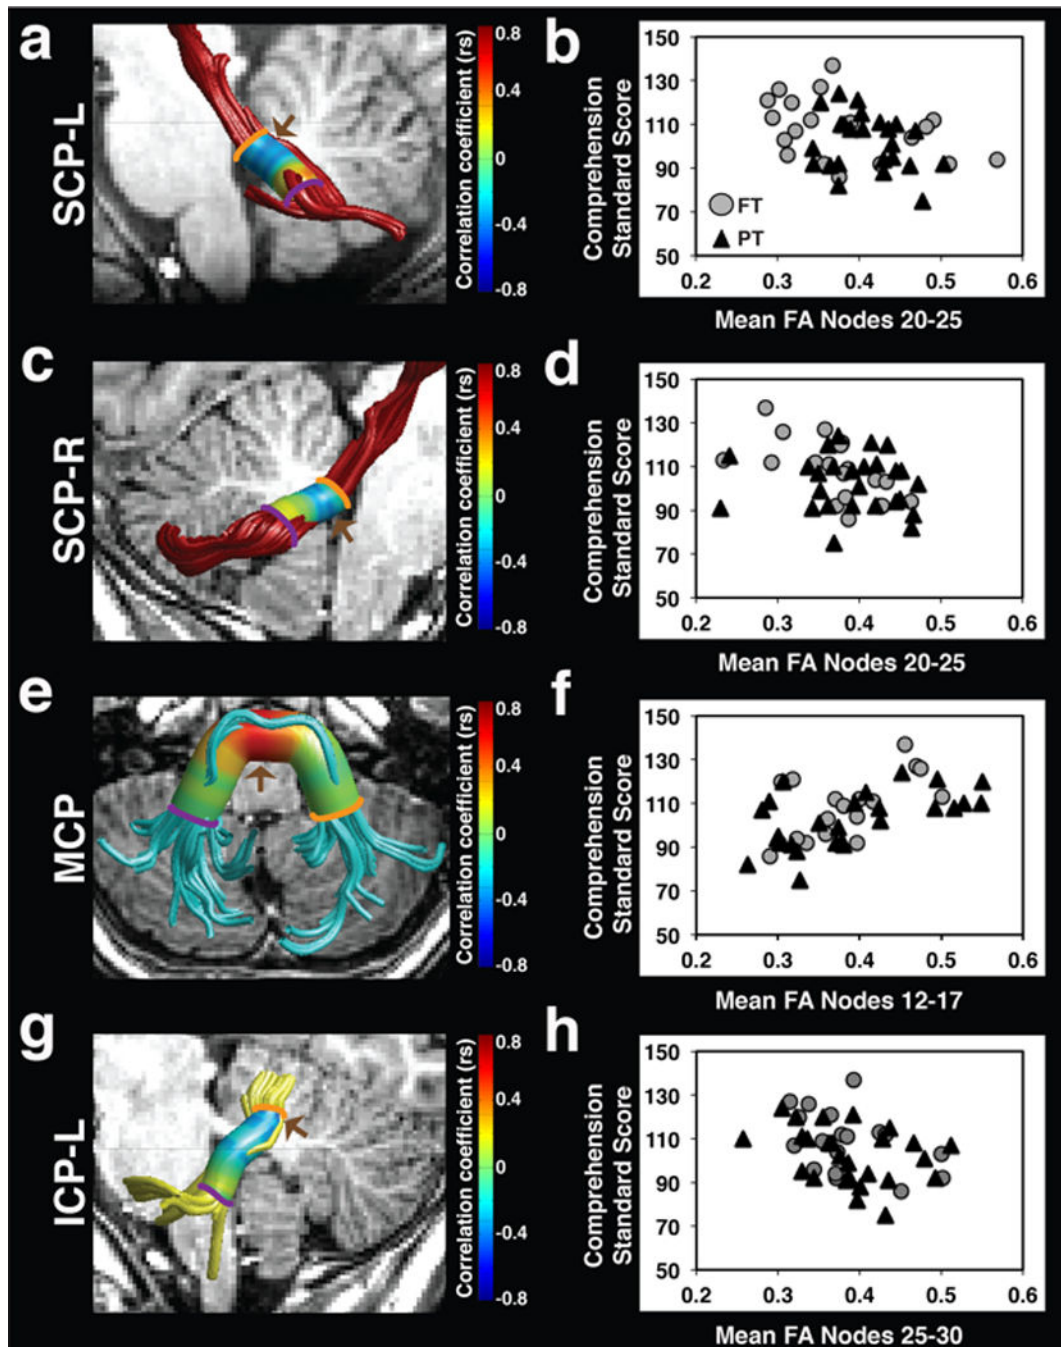 a
SCP-L
Correlation coefficient (rs)
0.8
0.4
0
-0.4
-0.8
b
Comprehension
Standard Score
150
130
110
90
70
50
FT
PT
0.2 0.3 0.4 0.5 0.6
Mean FA Nodes 20-25
c
SCP-R
Correlation coefficient (rs)
0.8
0.4
0
-0.4
-0.8
d
Comprehension
Standard Score
150
130
110
90
70
50
0.2 0.3 0.4 0.5 0.6
Mean FA Nodes 20-25
e
MCP
Correlation coefficient (rs)
0.8
0.4
0
-0.4
-0.8
f
Comprehension
Standard Score
150
130
110
90
70
50
0.2 0.3 0.4 0.5 0.6
Mean FA Nodes 12-17
g
ICP-L
Correlation coefficient (rs)
0.8
0.4
0
-0.4
-0.8
h
Comprehension
Standard Score
150
130
110
90
70
50
0.2 0.3 0.4 0.5 0.6
Mean FA Nodes 25-30